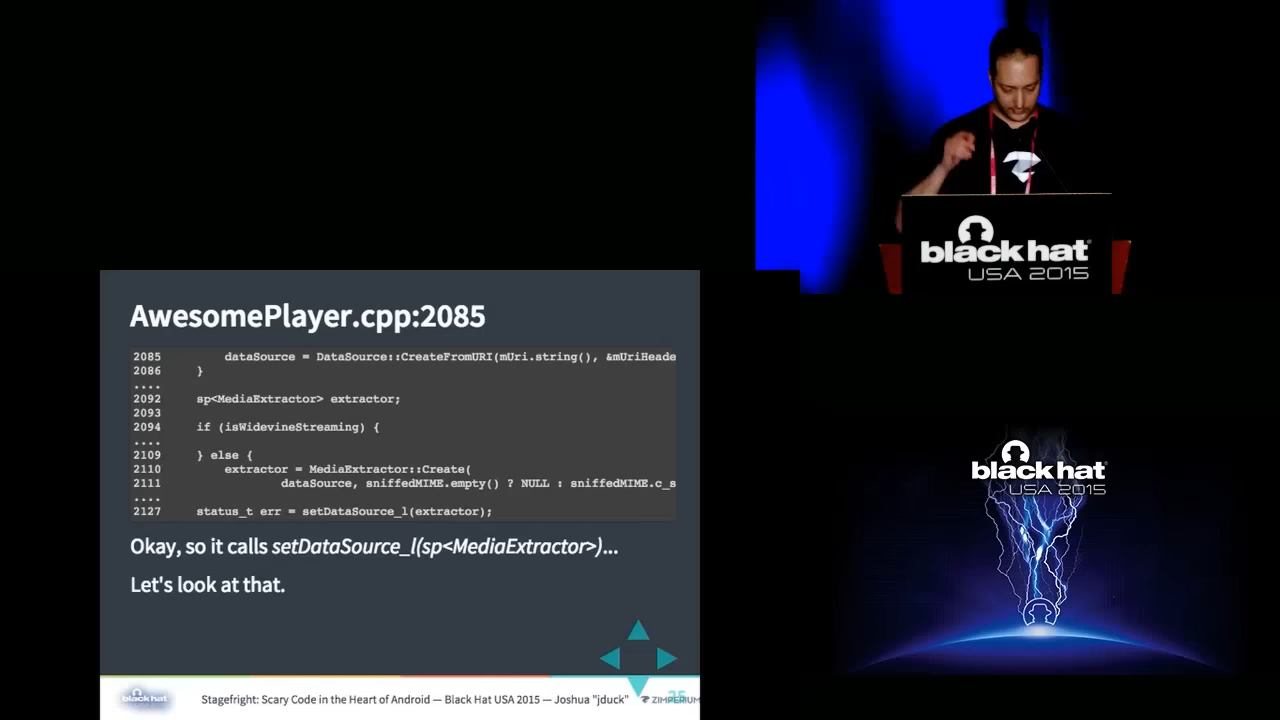 black hat
USA 2015
AwesomePlayer.cpp:2085
2085 dataSource = DataSource::CreateFromURI(mUri.string(), &mUriHeade
2086 }
....
2092 sp<MediaExtractor> extractor;
2093
2094 if (isWidevineStreaming) {
....
2109 } else {
2110 extractor = MediaExtractor::Create(
2111 dataSource, sniffedMIME.empty() ? NULL : sniffedMIME.c_s
....
2127 status_t err = setDataSource_l(extractor);
Okay, so it calls setDataSource_l(sp<MediaExtractor>)...
Let's look at that.
black hat
USA 2015
black hat
Stagefright: Scary Code in the Heart of Android — Black Hat USA 2015 — Joshua "jduck"
ZIMPERIUM